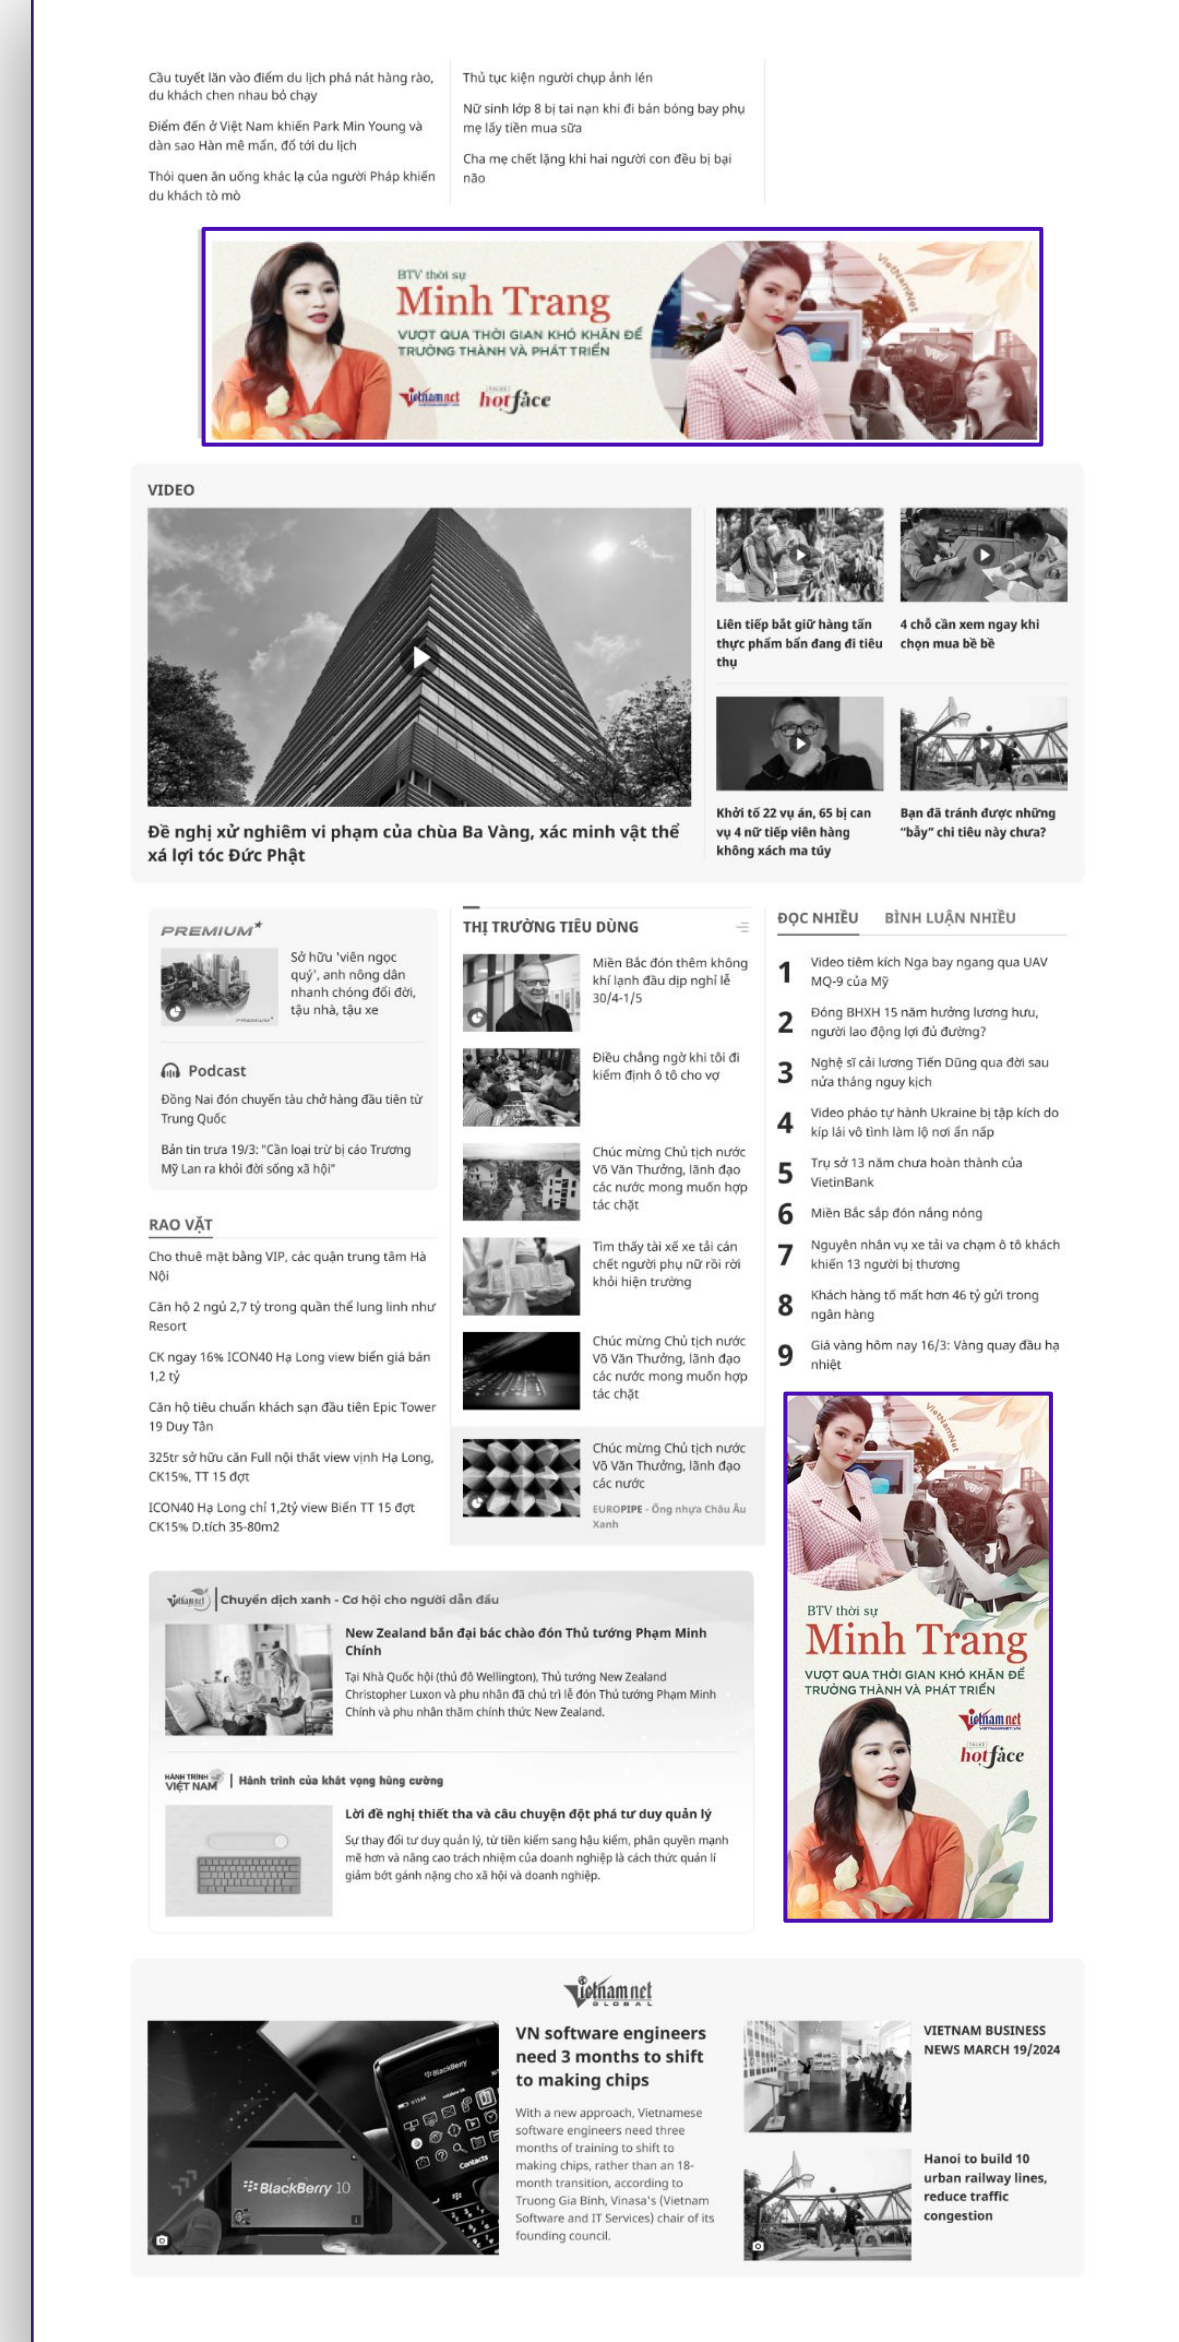 Cầu tuyết lăn vào điểm du lịch phá nát hàng rào,
du khách chen nhau bỏ chạy
Điểm đến ở Việt Nam khiến Park Min Young và
dàn sao Hàn mê mẩn, đổ tới du lịch
Thói quen ăn uống khác lạ của người Pháp khiến
du khách tò mò
Thủ tục kiện người chụp ảnh lén
Nữ sinh lớp 8 bị tai nạn khi đi bán bóng bay phụ
mẹ lấy tiền mua sữa
Cha mẹ chết lặng khi hai người con đều bị bại
não
BTV thời sự
Minh Trang
VƯỢT QUA THỜI GIAN KHÓ KHĂN ĐỂ
TRƯỞNG THÀNH VÀ PHÁT TRIỂN
Vietnamnet
hotface
VietNamNet
VIDEO
Đề nghị xử nghiêm vi phạm của chùa Ba Vàng, xác minh vật thể
xá lợi tóc Đức Phật
Liên tiếp bắt giữ hàng tấn
thực phẩm bẩn đang đi tiêu
thụ
4 chỗ cần xem ngay khi
chọn mua bề bề
Khởi tố 22 vụ án, 65 bị can
vụ 4 nữ tiếp viên hàng
không xách ma túy
Bạn đã tránh được những
“bẫy” chi tiêu này chưa?
PREMIUM
Sở hữu 'viên ngọc
quý', anh nông dân
nhanh chóng đổi đời,
tậu nhà, tậu xe
PREMIUM
Podcast
Đồng Nai đón chuyến tàu chở hàng đầu tiên từ
Trung Quốc
Bản tin trưa 19/3: "Cần loại trừ bị cáo Trương
Mỹ Lan ra khỏi đời sống xã hội"
RAO VẶT
Cho thuê mặt bằng VIP, các quận trung tâm Hà
Nội
Căn hộ 2 ngủ 2,7 tỷ trong quần thể lung linh như
Resort
CK ngay 16% ICON40 Hạ Long view biển giá bán
1,2 tỷ
Căn hộ tiêu chuẩn khách sạn đầu tiên Epic Tower
19 Duy Tân
325tr sở hữu căn Full nội thất view vịnh Hạ Long,
CK15%, TT 15 đợt
ICON40 Hạ Long chỉ 1,2tỷ view Biển TT 15 đợt
CK15% D.tích 35-80m2
THỊ TRƯỜNG TIÊU DÙNG
Miền Bắc đón thêm không
khí lạnh đầu dịp nghỉ lễ
30/4-1/5
Điều chẳng ngờ khi tôi đi
kiểm định ô tô cho vợ
Chúc mừng Chủ tịch nước
Võ Văn Thưởng, lãnh đạo
các nước mong muốn hợp
tác chặt
Tìm thấy tài xế xe tải cán
chết người phụ nữ rồi rời
khỏi hiện trường
Chúc mừng Chủ tịch nước
Võ Văn Thưởng, lãnh đạo
các nước mong muốn hợp
tác chặt
Chúc mừng Chủ tịch nước
Võ Văn Thưởng, lãnh đạo
các nước
EUROPIPE - Ống nhựa Châu Âu
Xanh
ĐỌC NHIỀU
BÌNH LUẬN NHIỀU
1 Video tiêm kích Nga bay ngang qua UAV
MQ-9 của Mỹ
2 Đóng BHXH 15 năm hưởng lương hưu,
người lao động lợi đủ đường?
3 Nghệ sĩ cải lương Tiến Dũng qua đời sau
nửa tháng nguy kịch
4 Video pháo tự hành Ukraine bị tập kích do
kíp lái vô tình làm lộ nơi ẩn nấp
5 Trụ sở 13 năm chưa hoàn thành của
VietinBank
6 Miền Bắc sắp đón nắng nóng
7 Nguyên nhân vụ xe tải va chạm ô tô khách
khiến 13 người bị thương
8 Khách hàng tố mất hơn 46 tỷ gửi trong
ngân hàng
9 Giá vàng hôm nay 16/3: Vàng quay đầu hạ
nhiệt
VietNamNet
BTV thời sự
Minh Trang
VƯỢT QUA THỜI GIAN KHÓ KHĂN ĐỂ
TRƯỞNG THÀNH VÀ PHÁT TRIỂN
Vietnamnet
VIETNAMNET.VN
TALKS
hotface
Vietnamnet
Chuyển dịch xanh - Cơ hội cho người dẫn đầu
New Zealand bắn đại bác chào đón Thủ tướng Phạm Minh
Chính
Tại Nhà Quốc hội (thủ đô Wellington), Thủ tướng New Zealand
Christopher Luxon và phu nhân đã chủ trì lễ đón Thủ tướng Phạm Minh
Chính và phu nhân thăm chính thức New Zealand.
HÀNH TRÌNH
VIỆT NAM
Hành trình của khát vọng hùng cường
Lời đề nghị thiết tha và câu chuyện đột phá tư duy quản lý
Sự thay đổi tư duy quản lý, từ tiền kiểm sang hậu kiểm, phân quyền mạnh
mẽ hơn và nâng cao trách nhiệm của doanh nghiệp là cách thức quản lí
giảm bớt gánh nặng cho xã hội và doanh nghiệp.
Vietnamnet
GLOBAL
BlackBerry
Contacts
BlackBerry 10
VN software engineers
need 3 months to shift
to making chips
With a new approach, Vietnamese
software engineers need three
months of training to shift to
making chips, rather than an 18-
month transition, according to
Truong Gia Binh, Vinasa's (Vietnam
Software and IT Services) chair of its
founding council.
VIETNAM BUSINESS
NEWS MARCH 19/2024
Hanoi to build 10
urban railway lines,
reduce traffic
congestion